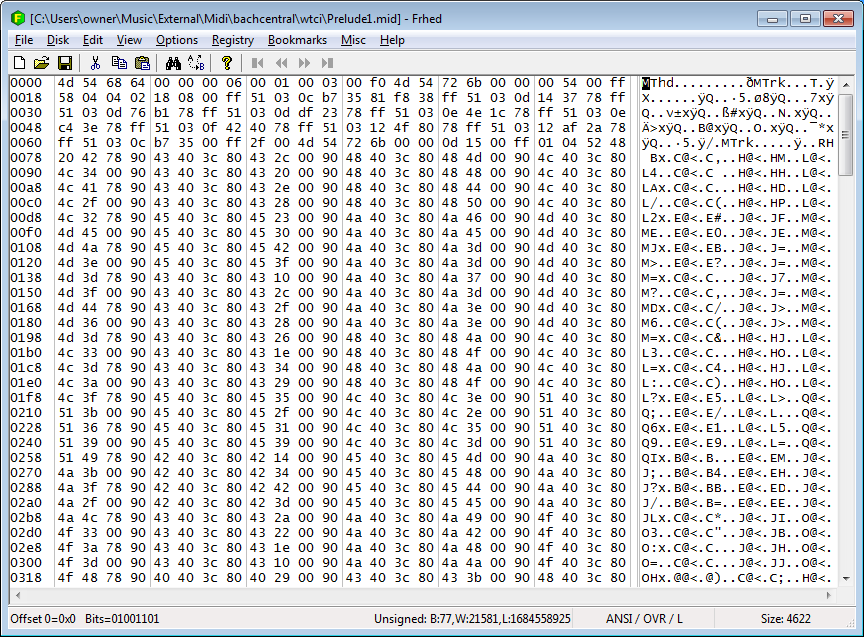 [C:\Users\owner\Music\External\Midi\bachcentral\wtci\Prelude1.mid] - Frhed
File Disk Edit View Options Registry Bookmarks Misc Help
0000 4d 54 68 64 00 00 00 06 00 01 00 03 00 f0 4d 54 72 6b 00 00 00 54 00 ff MThd.........ðMTrk...T.ÿ
0018 58 04 04 02 18 08 00 ff 51 03 0c b7 35 81 f8 38 ff 51 03 0d 14 37 78 ff X......ÿQ..·5.ø8ÿQ...7xÿ
0030 51 03 0d 76 b1 78 ff 51 03 0d df 23 78 ff 51 03 0e 4e 1c 78 ff 51 03 0e Q..v±xÿQ..ß#xÿQ..N.xÿQ..
0048 c4 3e 78 ff 51 03 0f 42 40 78 ff 51 03 12 4f 80 78 ff 51 03 12 af 2a 78 Ä>xÿQ..B@xÿQ..O.xÿQ..¯*x
0060 ff 51 03 0c b7 35 00 ff 2f 00 4d 54 72 6b 00 00 0d 15 00 ff 01 04 52 48 ÿQ..·5.ÿ/.MTrk.....ÿ..RH
0078 20 42 78 90 43 40 3c 80 43 2c 00 90 48 40 3c 80 48 4d 00 90 4c 40 3c 80 Bx.C@<.C,..H@<.HM..L@<.
0090 4c 34 00 90 43 40 3c 80 43 20 00 90 48 40 3c 80 48 48 00 90 4c 40 3c 80 L4..C@<.C ..H@<.HH..L@<.
00a8 4c 41 78 90 43 40 3c 80 43 2e 00 90 48 40 3c 80 48 44 00 90 4c 40 3c 80 LAx.C@<.C...H@<.HD..L@<.
00c0 4c 2f 00 90 43 40 3c 80 43 28 00 90 48 40 3c 80 48 50 00 90 4c 40 3c 80 L/..C@<.C(..H@<.HP..L@<.
00d8 4c 32 78 90 45 40 3c 80 45 23 00 90 4a 40 3c 80 4a 46 00 90 4d 40 3c 80 L2x.E@<.E#..J@<.JF..M@<.
00f0 4d 45 00 90 45 40 3c 80 45 30 00 90 4a 40 3c 80 4a 45 00 90 4d 40 3c 80 ME..E@<.E0..J@<.JE..M@<.
0108 4d 4a 78 90 45 40 3c 80 45 42 00 90 4a 40 3c 80 4a 3d 00 90 4d 40 3c 80 MJx.E@<.EB..J@<.J=..M@<.
0120 4d 3e 00 90 45 40 3c 80 45 3f 00 90 4a 40 3c 80 4a 3d 00 90 4d 40 3c 80 M>..E@<.E?..J@<.J=..M@<.
0138 4d 3d 78 90 43 40 3c 80 43 10 00 90 4a 40 3c 80 4a 37 00 90 4d 40 3c 80 M=x.C@<.C...J@<.J7..M@<.
0150 4d 3f 00 90 43 40 3c 80 43 2c 00 90 4a 40 3c 80 4a 3d 00 90 4d 40 3c 80 M?..C@<.C,..J@<.J=..M@<.
0168 4d 44 78 90 43 40 3c 80 43 2f 00 90 4a 40 3c 80 4a 3e 00 90 4d 40 3c 80 MDx.C@<.C/..J@<.J>..M@<.
0180 4d 36 00 90 43 40 3c 80 43 28 00 90 4a 40 3c 80 4a 3e 00 90 4d 40 3c 80 M6..C@<.C(..J@<.J>..M@<.
0198 4d 3d 78 90 43 40 3c 80 43 26 00 90 48 40 3c 80 48 4a 00 90 4c 40 3c 80 M=x.C@<.C&..H@<.HJ..L@<.
01b0 4c 33 00 90 43 40 3c 80 43 1e 00 90 48 40 3c 80 48 4f 00 90 4c 40 3c 80 L3..C@<.C...H@<.HO..L@<.
01c8 4c 3d 78 90 43 40 3c 80 43 34 00 90 48 40 3c 80 48 4a 00 90 4c 40 3c 80 L=x.C@<.C4..H@<.HJ..L@<.
01e0 4c 3a 00 90 43 40 3c 80 43 29 00 90 48 40 3c 80 48 4f 00 90 4c 40 3c 80 L:..C@<.C)..H@<.HO..L@<.
01f8 4c 3f 78 90 45 40 3c 80 45 35 00 90 4c 40 3c 80 4c 3e 00 90 51 40 3c 80 L?x.E@<.E5..L@<.L>..Q@<.
0210 51 3b 00 90 45 40 3c 80 45 2f 00 90 4c 40 3c 80 4c 2e 00 90 51 40 3c 80 Q;..E@<.E/..L@<.L...Q@<.
0228 51 36 78 90 45 40 3c 80 45 31 00 90 4c 40 3c 80 4c 35 00 90 51 40 3c 80 Q6x.E@<.E1..L@<.L5..Q@<.
0240 51 39 00 90 45 40 3c 80 45 39 00 90 4c 40 3c 80 4c 3d 00 90 51 40 3c 80 Q9..E@<.E9..L@<.L=..Q@<.
0258 51 49 78 90 42 40 3c 80 42 14 00 90 45 40 3c 80 45 4d 00 90 4a 40 3c 80 QIx.B@<.B...E@<.EM..J@<.
0270 4a 3b 00 90 42 40 3c 80 42 34 00 90 45 40 3c 80 45 48 00 90 4a 40 3c 80 J;..B@<.B4..E@<.EH..J@<.
0288 4a 3f 78 90 42 40 3c 80 42 42 00 90 45 40 3c 80 45 44 00 90 4a 40 3c 80 J?x.B@<.BB..E@<.ED..J@<.
02a0 4a 2f 00 90 42 40 3c 80 42 3d 00 90 45 40 3c 80 45 45 00 90 4a 40 3c 80 J/..B@<.B=..E@<.EE..J@<.
02b8 4a 4c 78 90 43 40 3c 80 43 2a 00 90 4a 40 3c 80 4a 49 00 90 4f 40 3c 80 JLx.C@<.C*..J@<.JI..O@<.
02d0 4f 33 00 90 43 40 3c 80 43 22 00 90 4a 40 3c 80 4a 42 00 90 4f 40 3c 80 O3..C@<.C"..J@<.JB..O@<.
02e8 4f 3a 78 90 43 40 3c 80 43 1e 00 90 4a 40 3c 80 4a 48 00 90 4f 40 3c 80 O:x.C@<.C...J@<.JH..O@<.
0300 4f 3d 00 90 43 40 3c 80 43 10 00 90 4a 40 3c 80 4a 4a 00 90 4f 40 3c 80 O=..C@<.C...J@<.JJ..O@<.
0318 4f 48 78 90 40 40 3c 80 40 29 00 90 43 40 3c 80 43 3b 00 90 48 40 3c 80 OHx.@@<.@)..C@<.C;..H@<.
Offset 0=0x0 Bits=01001101 Unsigned: B:77,W:21581,L:1684558925 ANSI / OVR / L Size: 4622